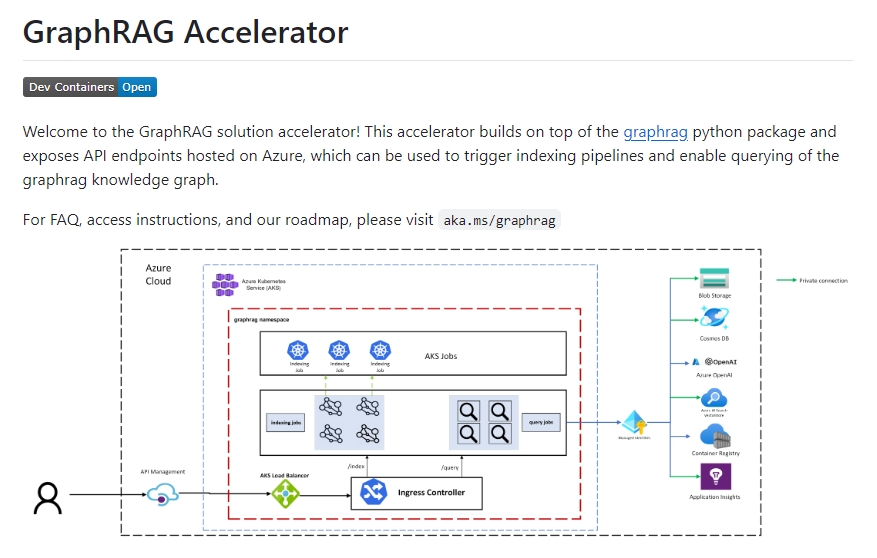 GraphRAG Accelerator
Dev Containers Open
Welcome to the GraphRAG solution accelerator! This accelerator builds on top of the graphrag python package and
exposes API endpoints hosted on Azure, which can be used to trigger indexing pipelines and enable querying of the
graphrag knowledge graph.
For FAQ, access instructions, and our roadmap, please visit aka.ms/graphrag
Azure
Cloud
Azure Kubernetes
Service (AKS)
graphrag namespace
Indexing
Job
Indexing
Job
Indexing
Job
AKS Jobs
indexing jobs
query jobs
/index
/query
API Management
AKS Load Balancer
Ingress Controller
Managed Identities
Blob Storage
Cosmos DB
OpenAI
Azure OpenAI
Container Registry
Application Insights
Private connection